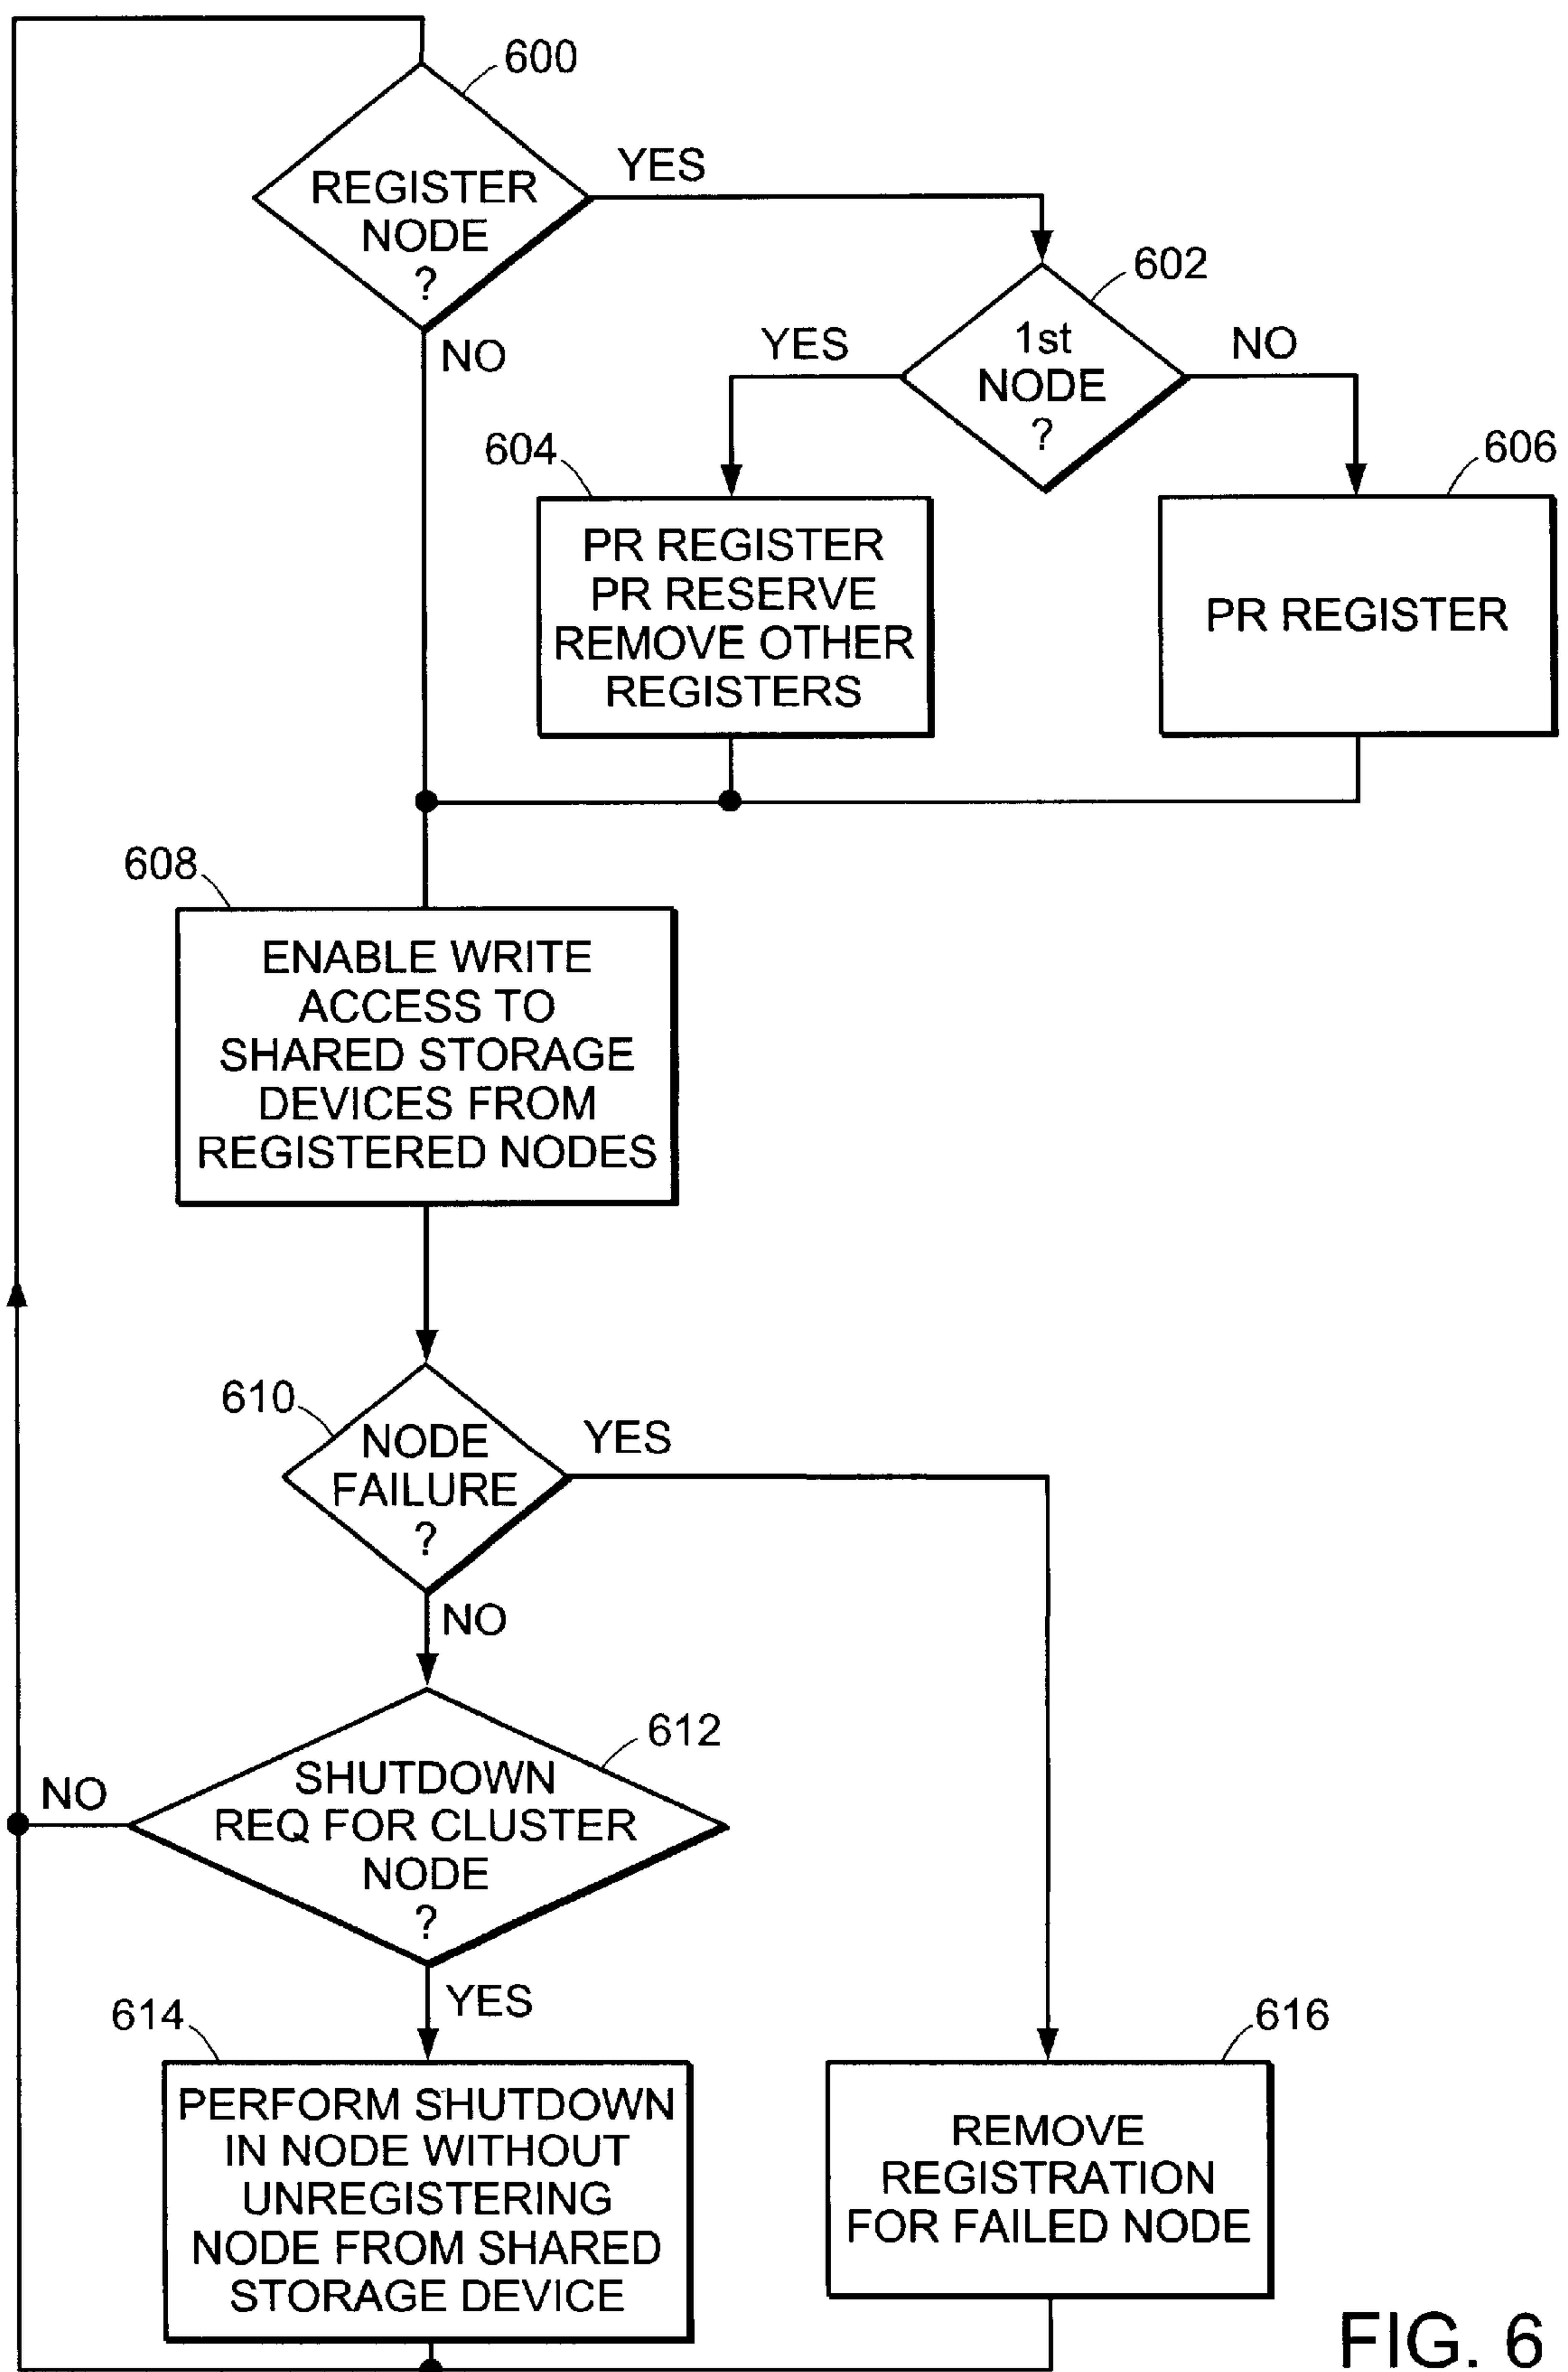 600
REGISTER
NODE
?
YES
NO
602
1st
NODE
?
YES
NO
604
PR REGISTER
PR RESERVE
REMOVE OTHER
REGISTERS
606
PR REGISTER
608
ENABLE WRITE
ACCESS TO
SHARED STORAGE
DEVICES FROM
REGISTERED NODES
610
NODE
FAILURE
?
YES
NO
612
SHUTDOWN
REQ FOR CLUSTER
NODE
?
NO
YES
614
PERFORM SHUTDOWN
IN NODE WITHOUT
UNREGISTERING
NODE FROM SHARED
STORAGE DEVICE
616
REMOVE
REGISTRATION
FOR FAILED NODE
FIG. 6